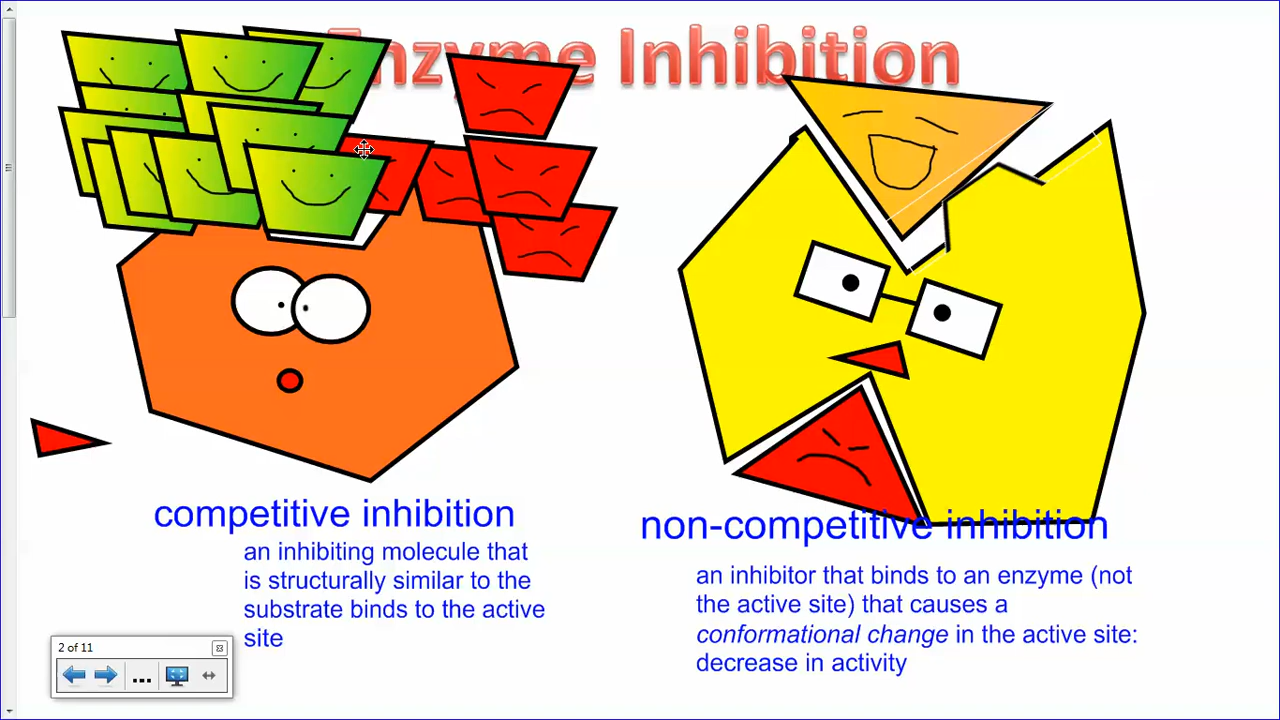 Enzyme Inhibition
competitive inhibition
an inhibiting molecule that
is structurally similar to the
substrate binds to the active
site
non-competitive inhibition
an inhibitor that binds to an enzyme (not
the active site) that causes a
conformational change in the active site:
decrease in activity
2 of 11
...